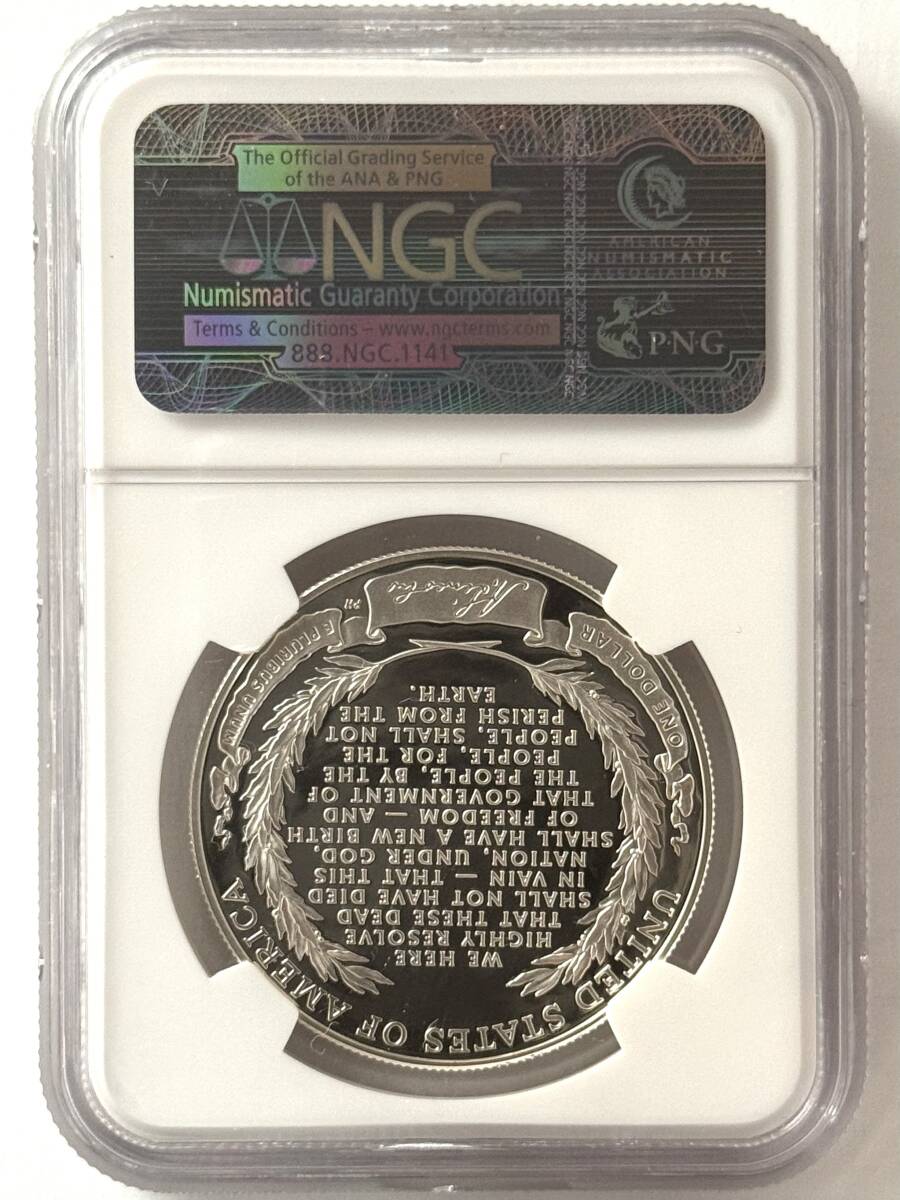 The Official Grading Service
of the ANA & PNG
NGC
Numismatic Guaranty Corporation
Terms & Conditions – www.ngcterms.com
888.NGC.1141
AMERICAN
NUMISMATIC
ASSOCIATION
P·N·G
UNITED STATES OF AMERICA
WE HERE
HIGHLY RESOLVE
THAT THESE DEAD
SHALL NOT HAVE DIED
IN VAIN — THAT THIS
NATION, UNDER GOD,
SHALL HAVE A NEW BIRTH
OF FREEDOM — AND
THAT GOVERNMENT OF
THE PEOPLE, BY THE
PEOPLE, FOR THE
PEOPLE, SHALL NOT
PERISH FROM THE
EARTH.
ONE DOLLAR
A. Lincoln
E PLURIBUS UNUM